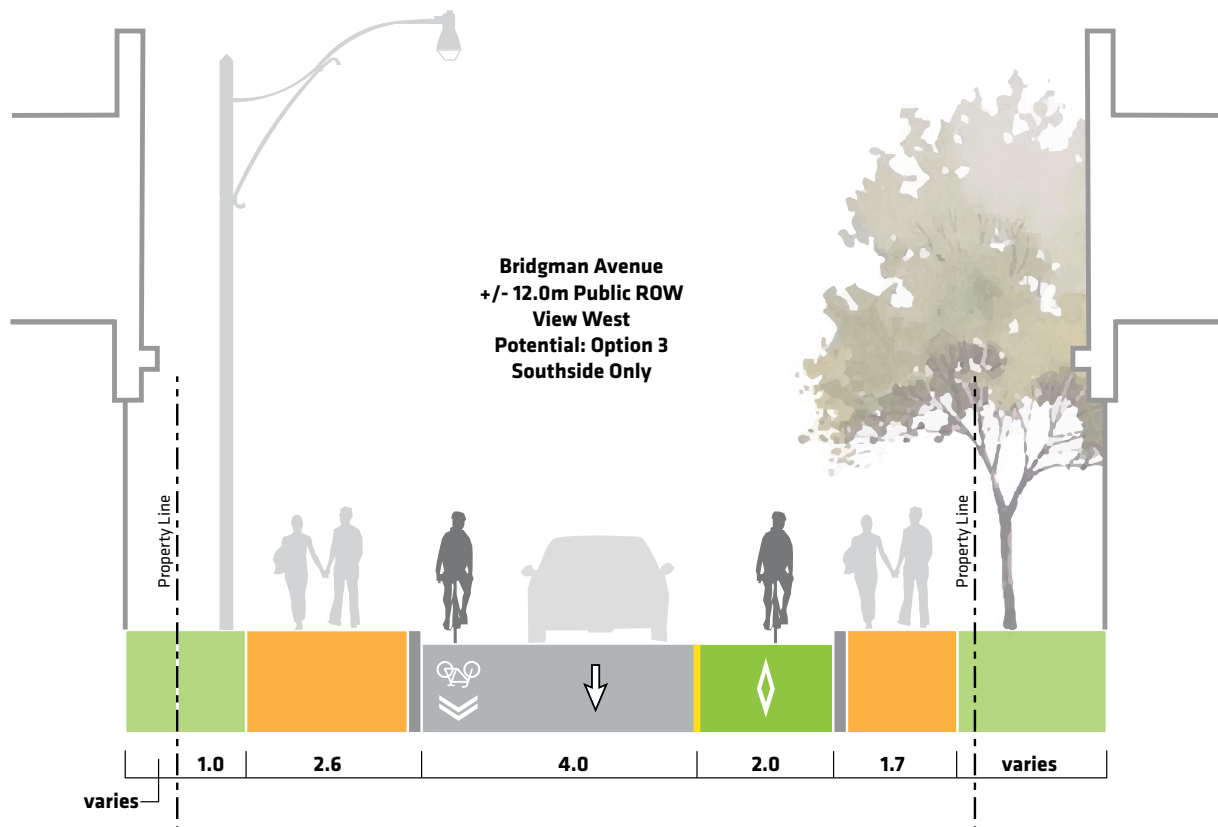 Bridgman Avenue
+/- 12.0m Public ROW
View West
Potential: Option 3
Southside Only
Property Line
Property Line
1.0
2.6
4.0
2.0
1.7
varies
varies